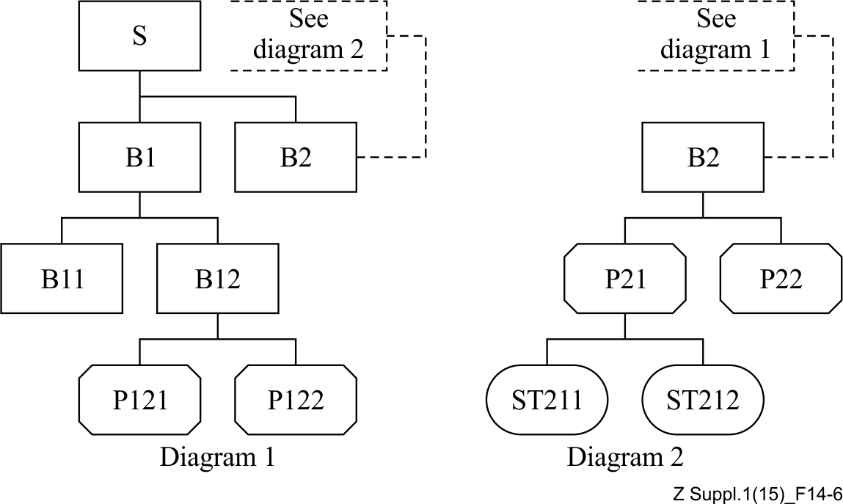 S
See
diagram 2
B1
B2
B11
B12
P121
P122
Diagram 1
See
diagram 1
B2
P21
P22
ST211
ST212
Diagram 2
Z Suppl.1(15)_F14-6